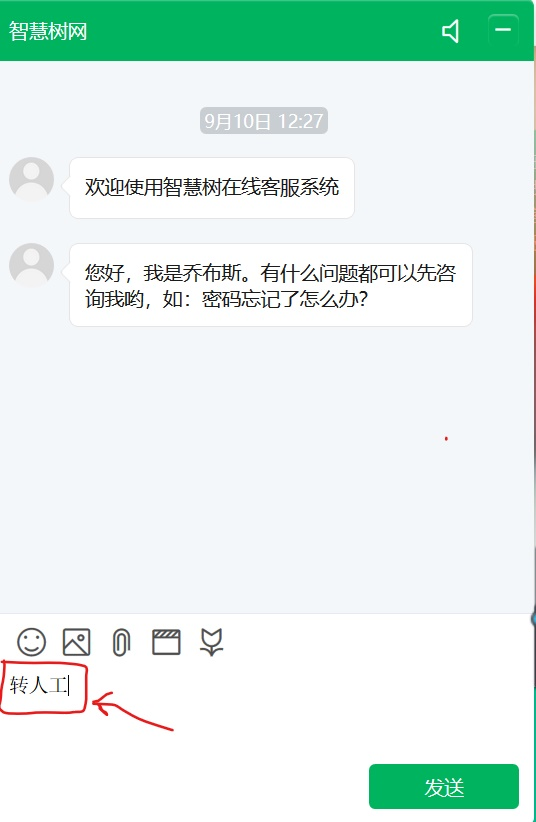 智慧树网
9月10日 12:27
欢迎使用智慧树在线客服系统
您好，我是乔布斯。有什么问题都可以先咨
询我哟，如：密码忘记了怎么办？
转人工
发送